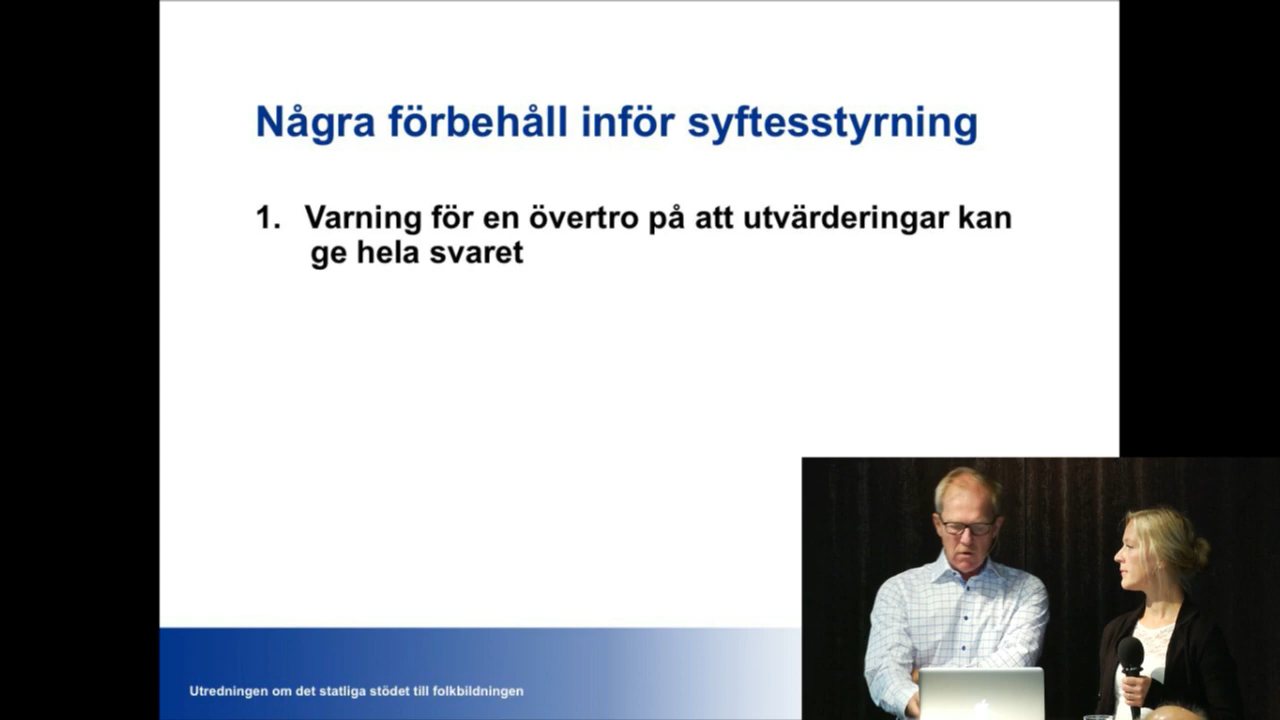 Några förbehåll inför syftesstyrning
1. Varning för en övertro på att utvärderingar kan
ge hela svaret
Utredningen om det statliga stödet till folkbildningen